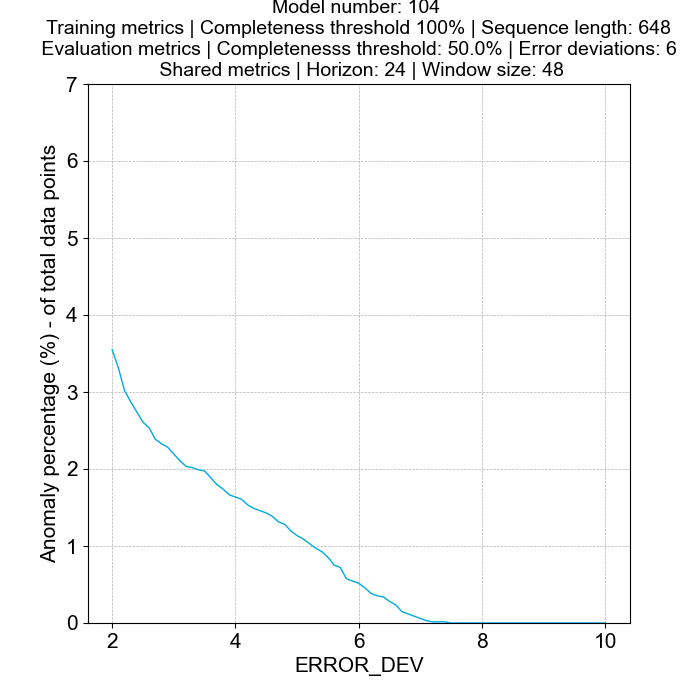 Model number: 104
Training metrics | Completeness threshold 100% | Sequence length: 648
Evaluation metrics | Completenesss threshold: 50.0% | Error deviations: 6
Shared metrics | Horizon: 24 | Window size: 48
7
6
5
4
3
2
1
0
Anomaly percentage (%) - of total data points
2 4 6 8 10
ERROR_DEV